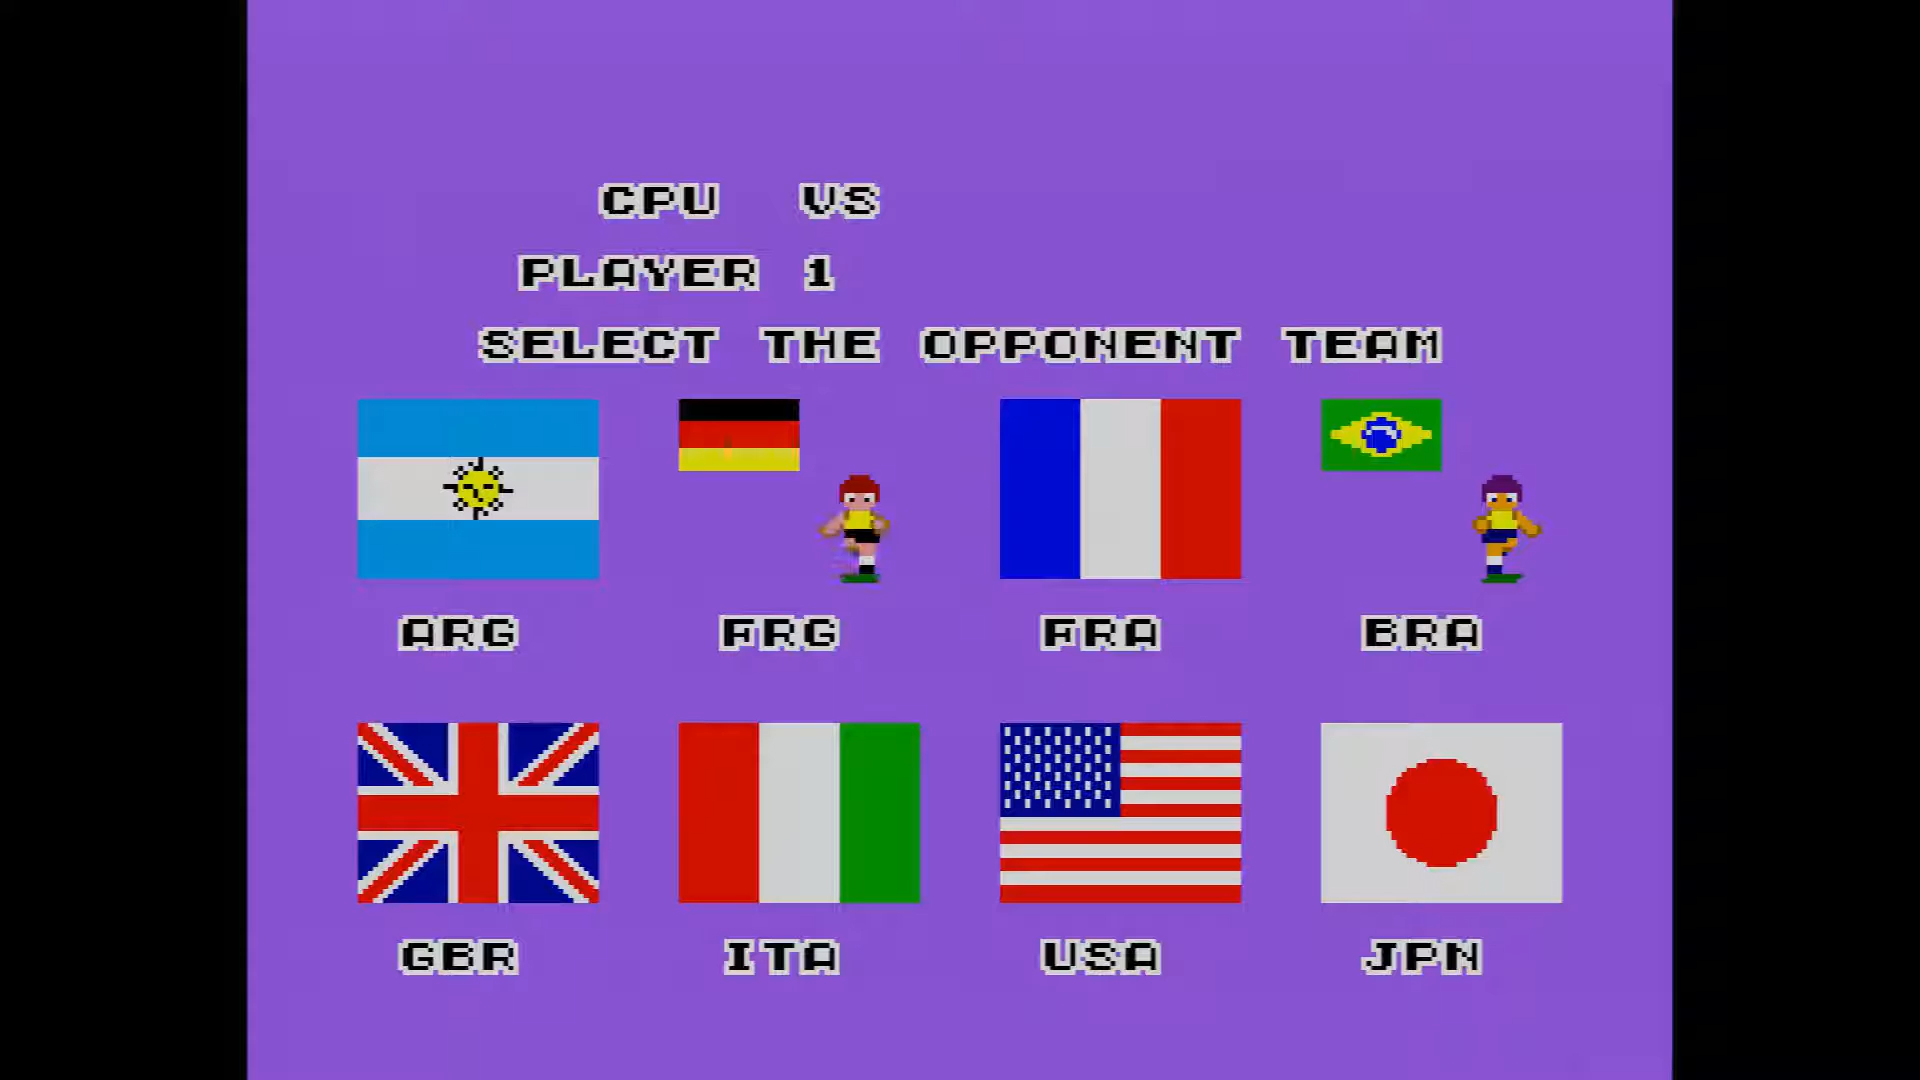 CPU VS
PLAYER 1
SELECT THE OPPONENT TEAM
ARG FRG FRA BRA
GBR ITA USA JPN